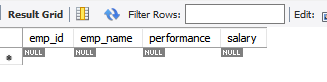 Result Grid Filter Rows: Edit:
emp_id emp_name performance salary
* NULL NULL NULL NULL